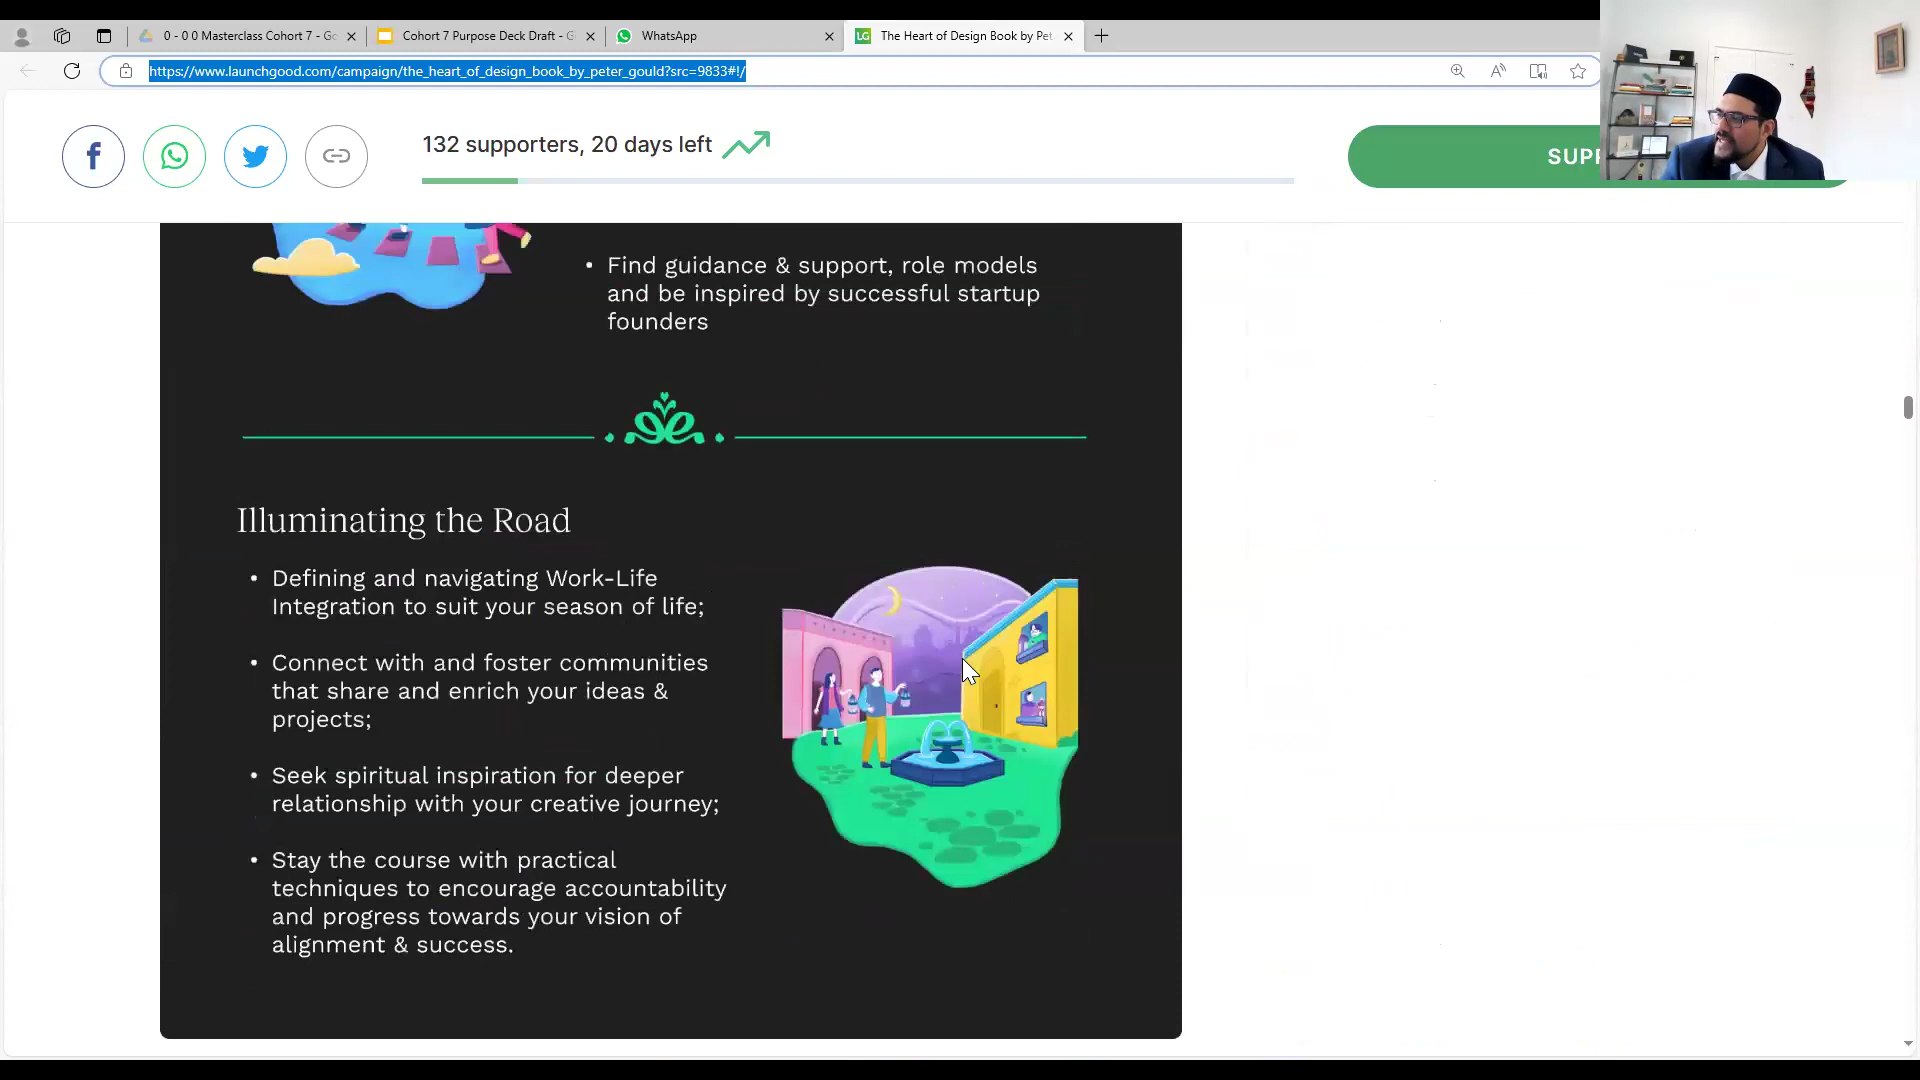 0 - 0 0 Masterclass Cohort 7 - Go
Cohort 7 Purpose Deck Draft - G
WhatsApp
LG
The Heart of Design Book by Pet
https://www.launchgood.com/campaign/the_heart_of_design_book_by_peter_gould?src=9833#!/
132 supporters, 20 days left
SUPP
• Find guidance & support, role models
and be inspired by successful startup
founders
Illuminating the Road
• Defining and navigating Work-Life
Integration to suit your season of life;
• Connect with and foster communities
that share and enrich your ideas &
projects;
• Seek spiritual inspiration for deeper
relationship with your creative journey;
• Stay the course with practical
techniques to encourage accountability
and progress towards your vision of
alignment & success.